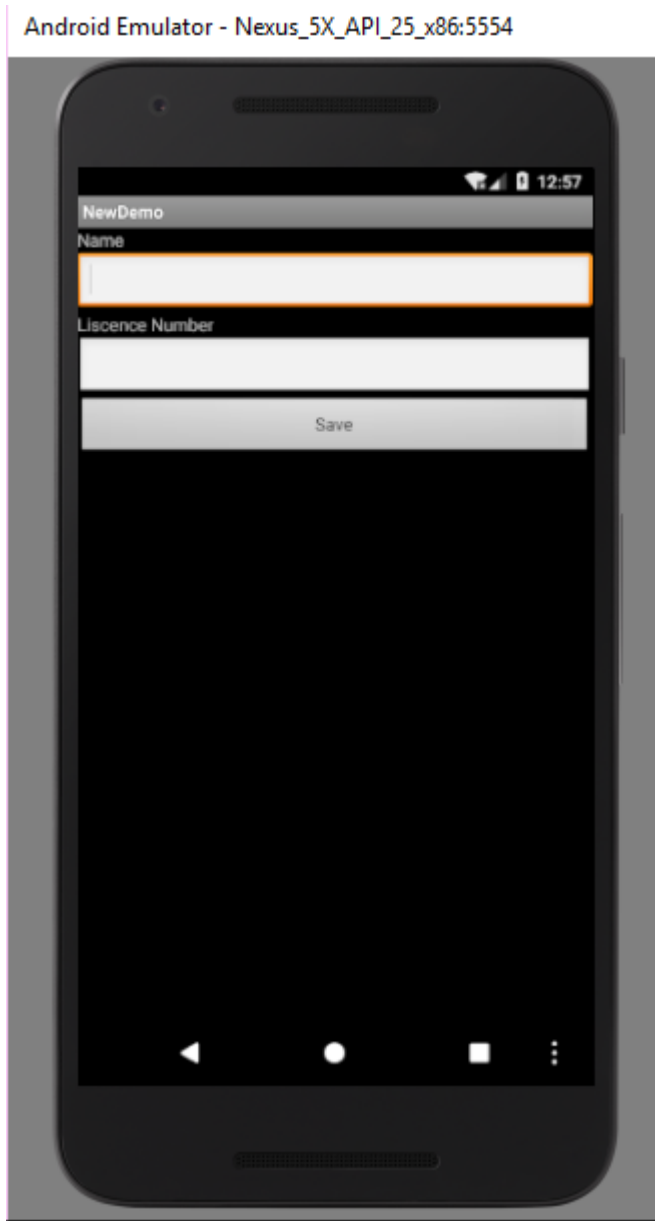 Android Emulator - Nexus_5X_API_25_x86:5554
12:57
NewDemo
Name
Liscence Number
Save